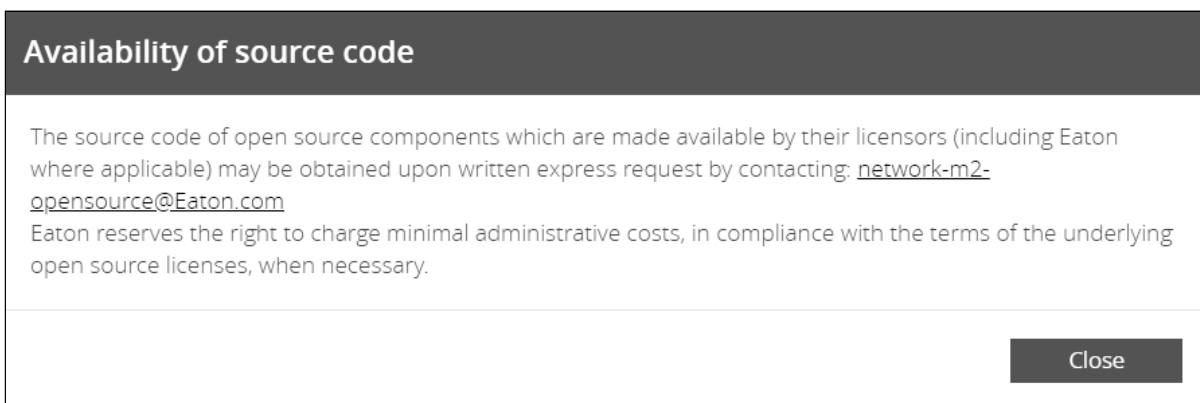 Availability of source code
The source code of open source components which are made available by their licensors (including Eaton
where applicable) may be obtained upon written express request by contacting: network-m2-
opensource@Eaton.com
Eaton reserves the right to charge minimal administrative costs, in compliance with the terms of the underlying
open source licenses, when necessary.
Close